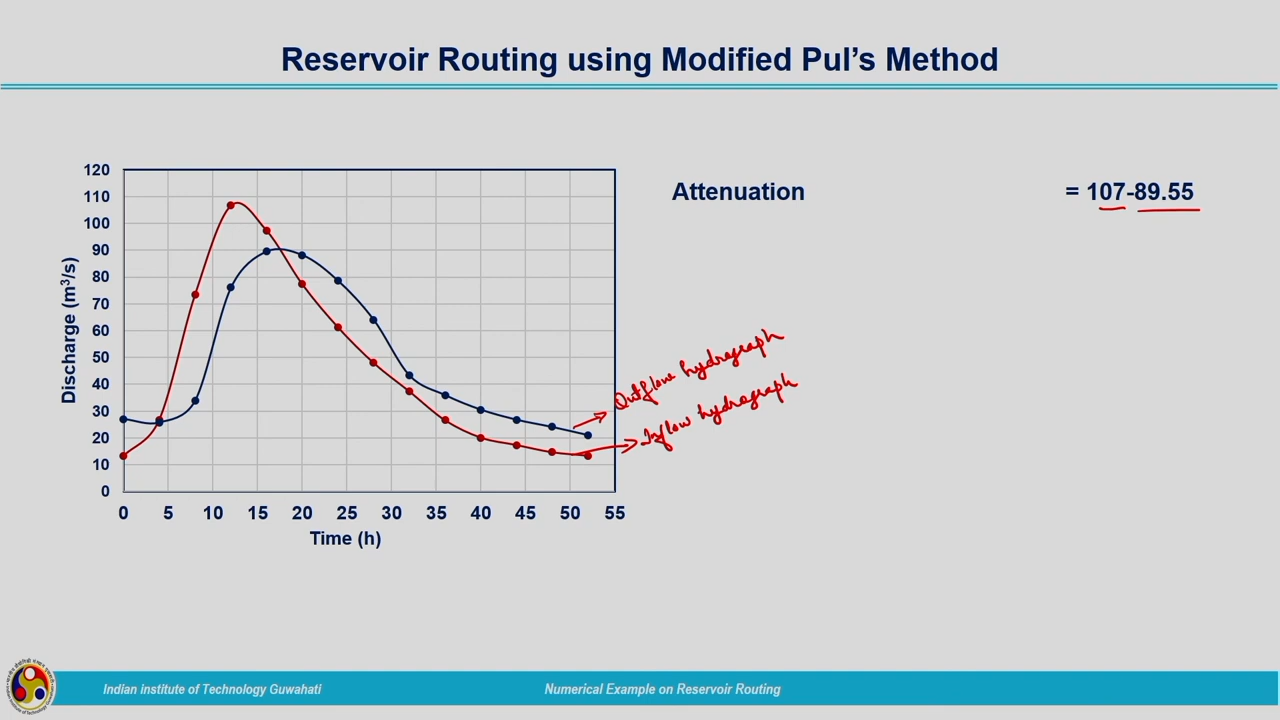 Reservoir Routing using Modified Pul's Method
Attenuation = 107-89.55
120
110
100
90
80
70
60
50
40
30
20
10
0
Discharge (m³/s)
0 5 10 15 20 25 30 35 40 45 50 55
Time (h)
Outflow hydrograph
Inflow hydrograph
Indian institute of Technology Guwahati
Numerical Example on Reservoir Routing